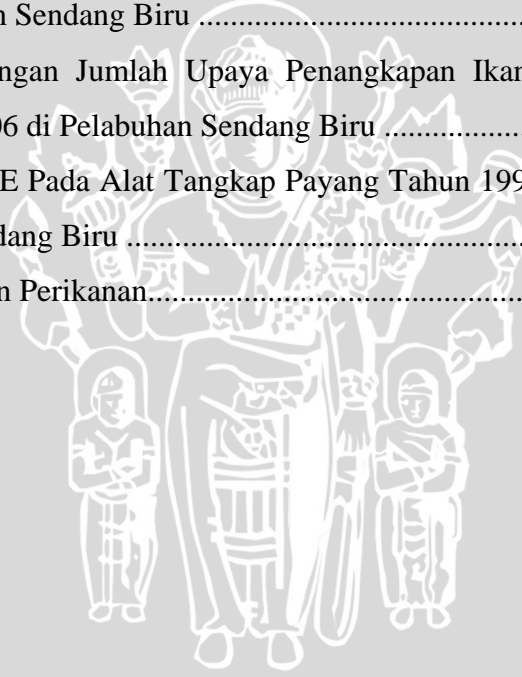 n Sendang Biru ..................................
ngan Jumlah Upaya Penangkapan Ikan
06 di Pelabuhan Sendang Biru ..................
E Pada Alat Tangkap Payang Tahun 199
dang Biru ...........................................
n Perikanan........................................